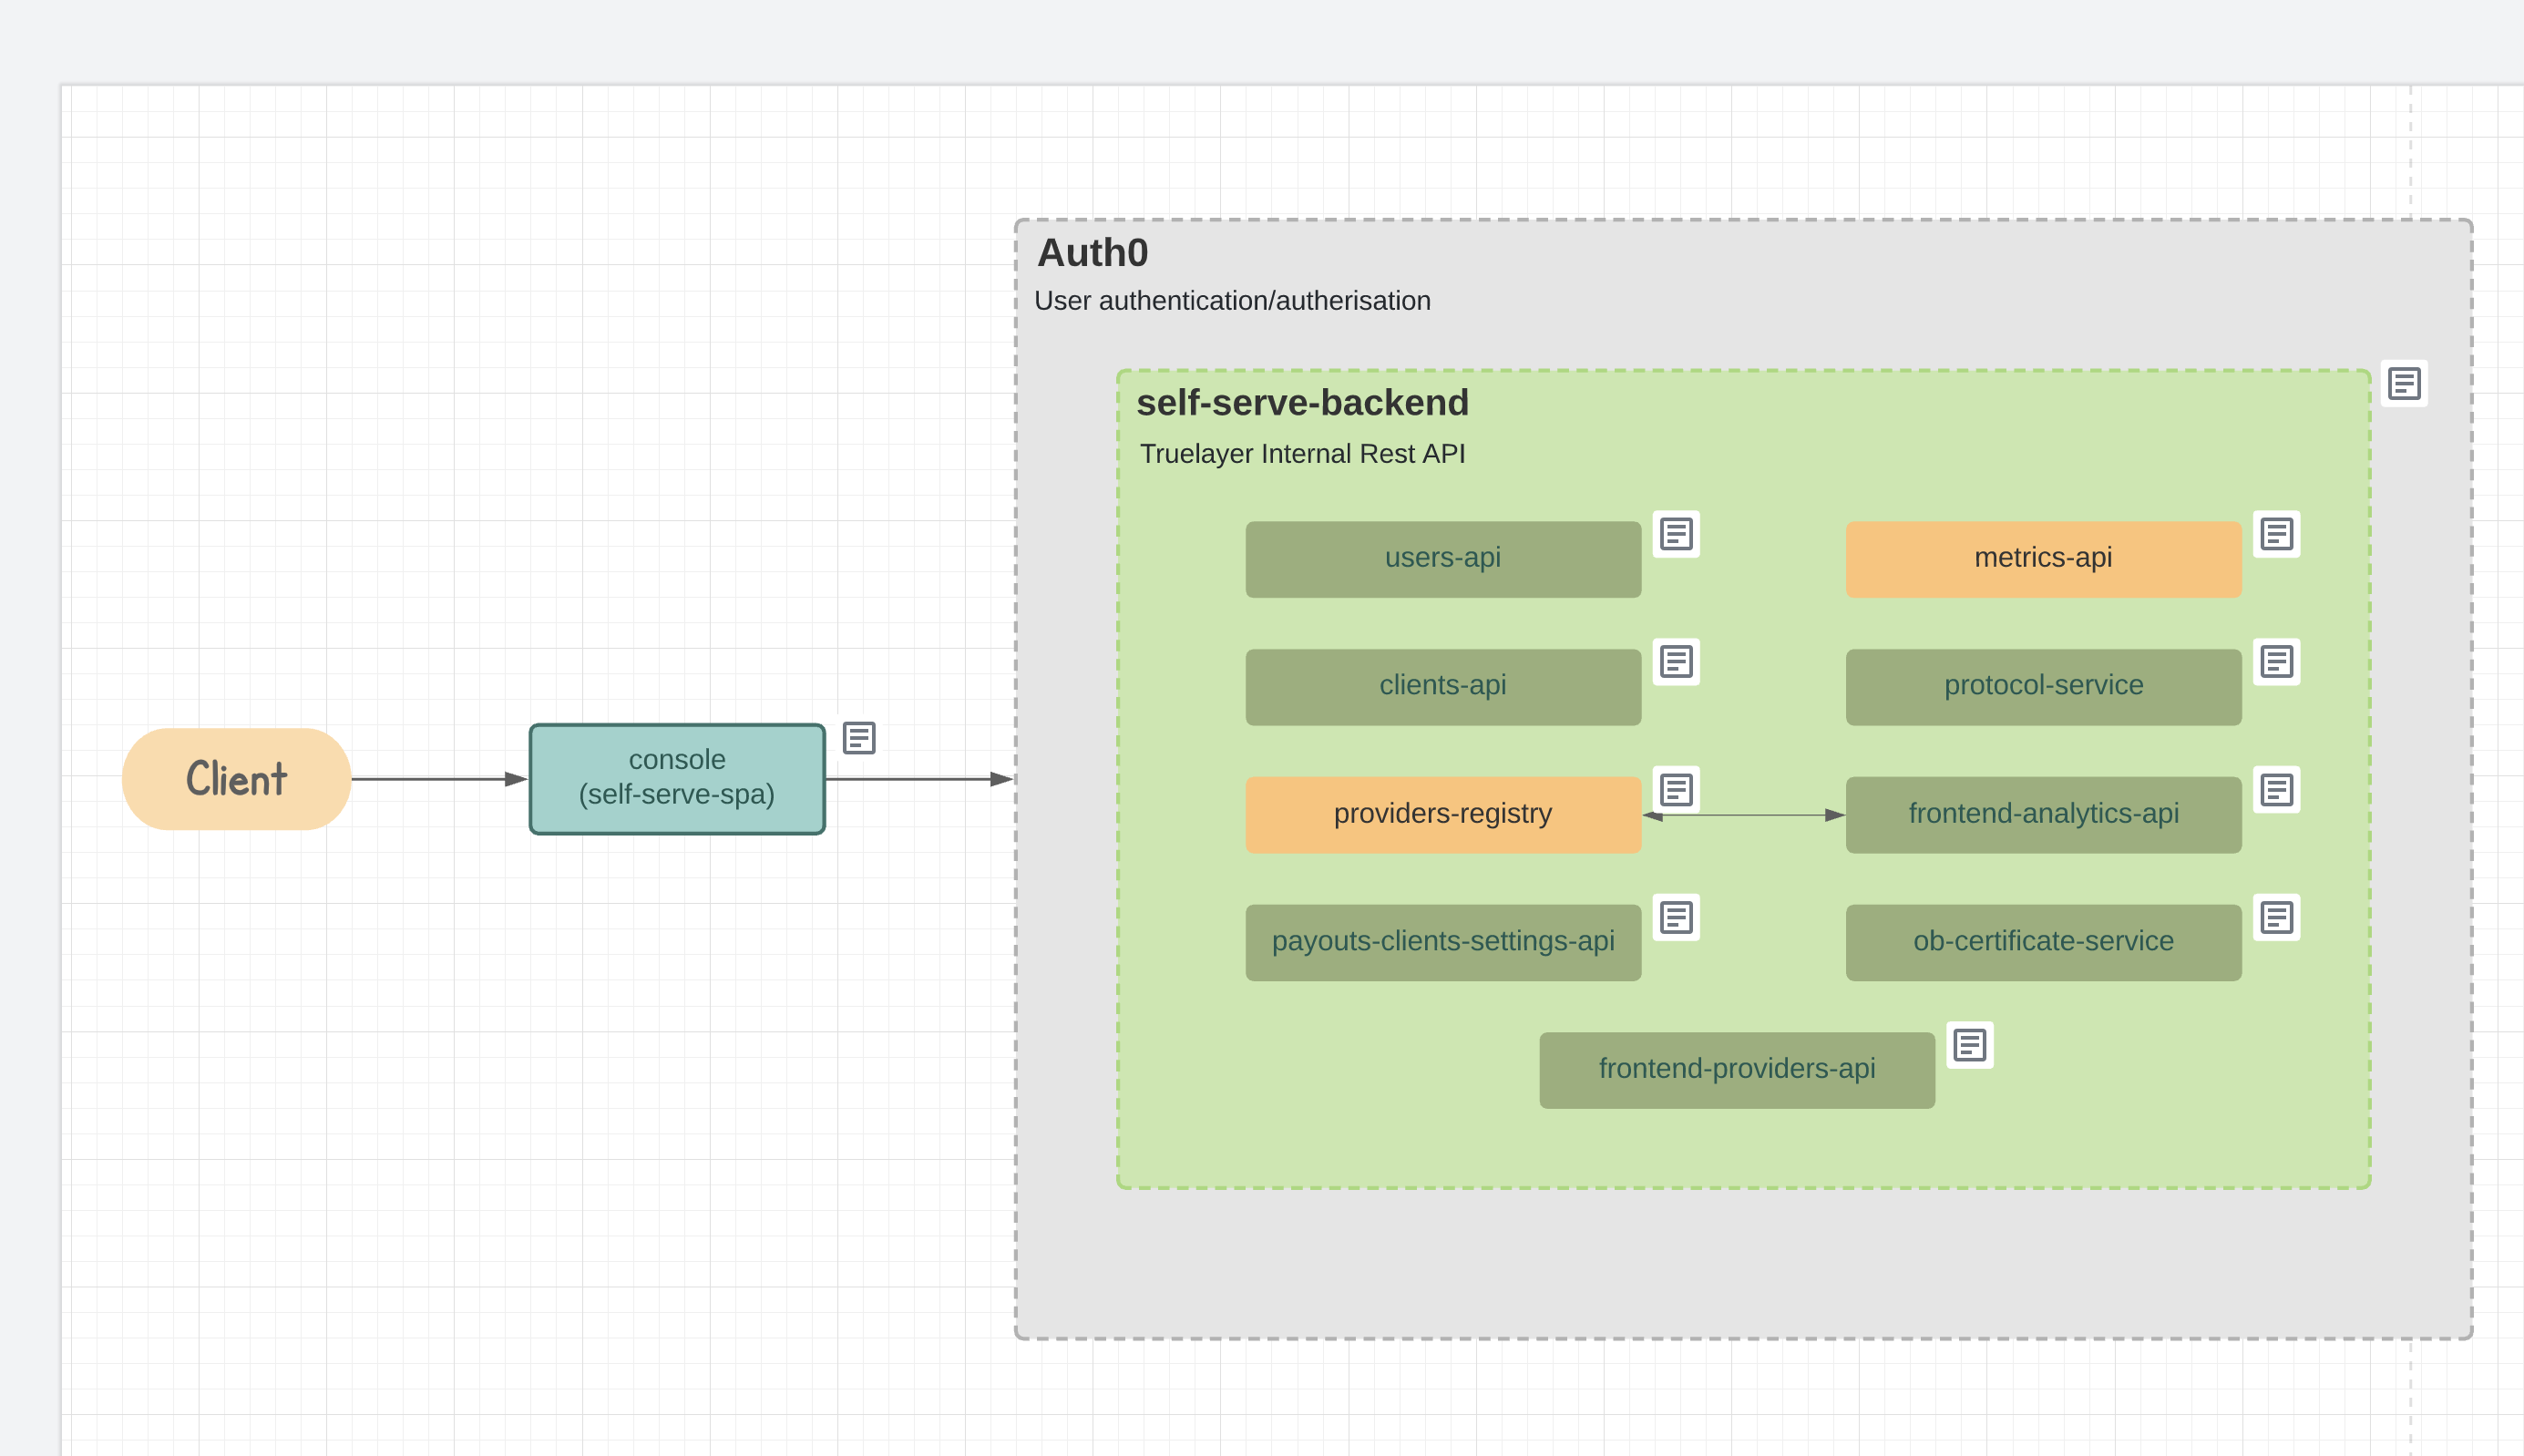 Auth0
User authentication/autherisation
self-serve-backend
Truelayer Internal Rest API
users-api
metrics-api
clients-api
protocol-service
Client
console
(self-serve-spa)
providers-registry
frontend-analytics-api
payouts-clients-settings-api
ob-certificate-service
frontend-providers-api